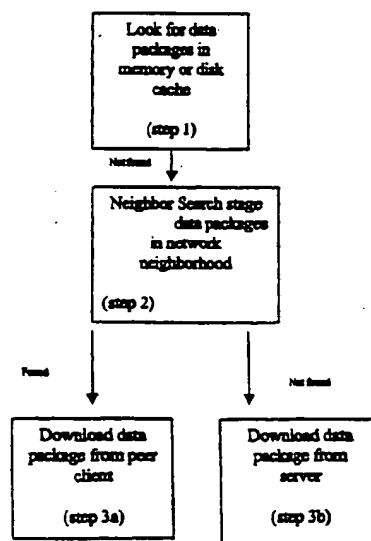 Look for data
packages in
memory or disk
cache
(step 1)
Not found
Neighbor Search stage
data packages
in network
neighborhood
(step 2)
Found
Not found
Download data
package from peer
client
(step 3a)
Download data
package from
server
(step 3b)